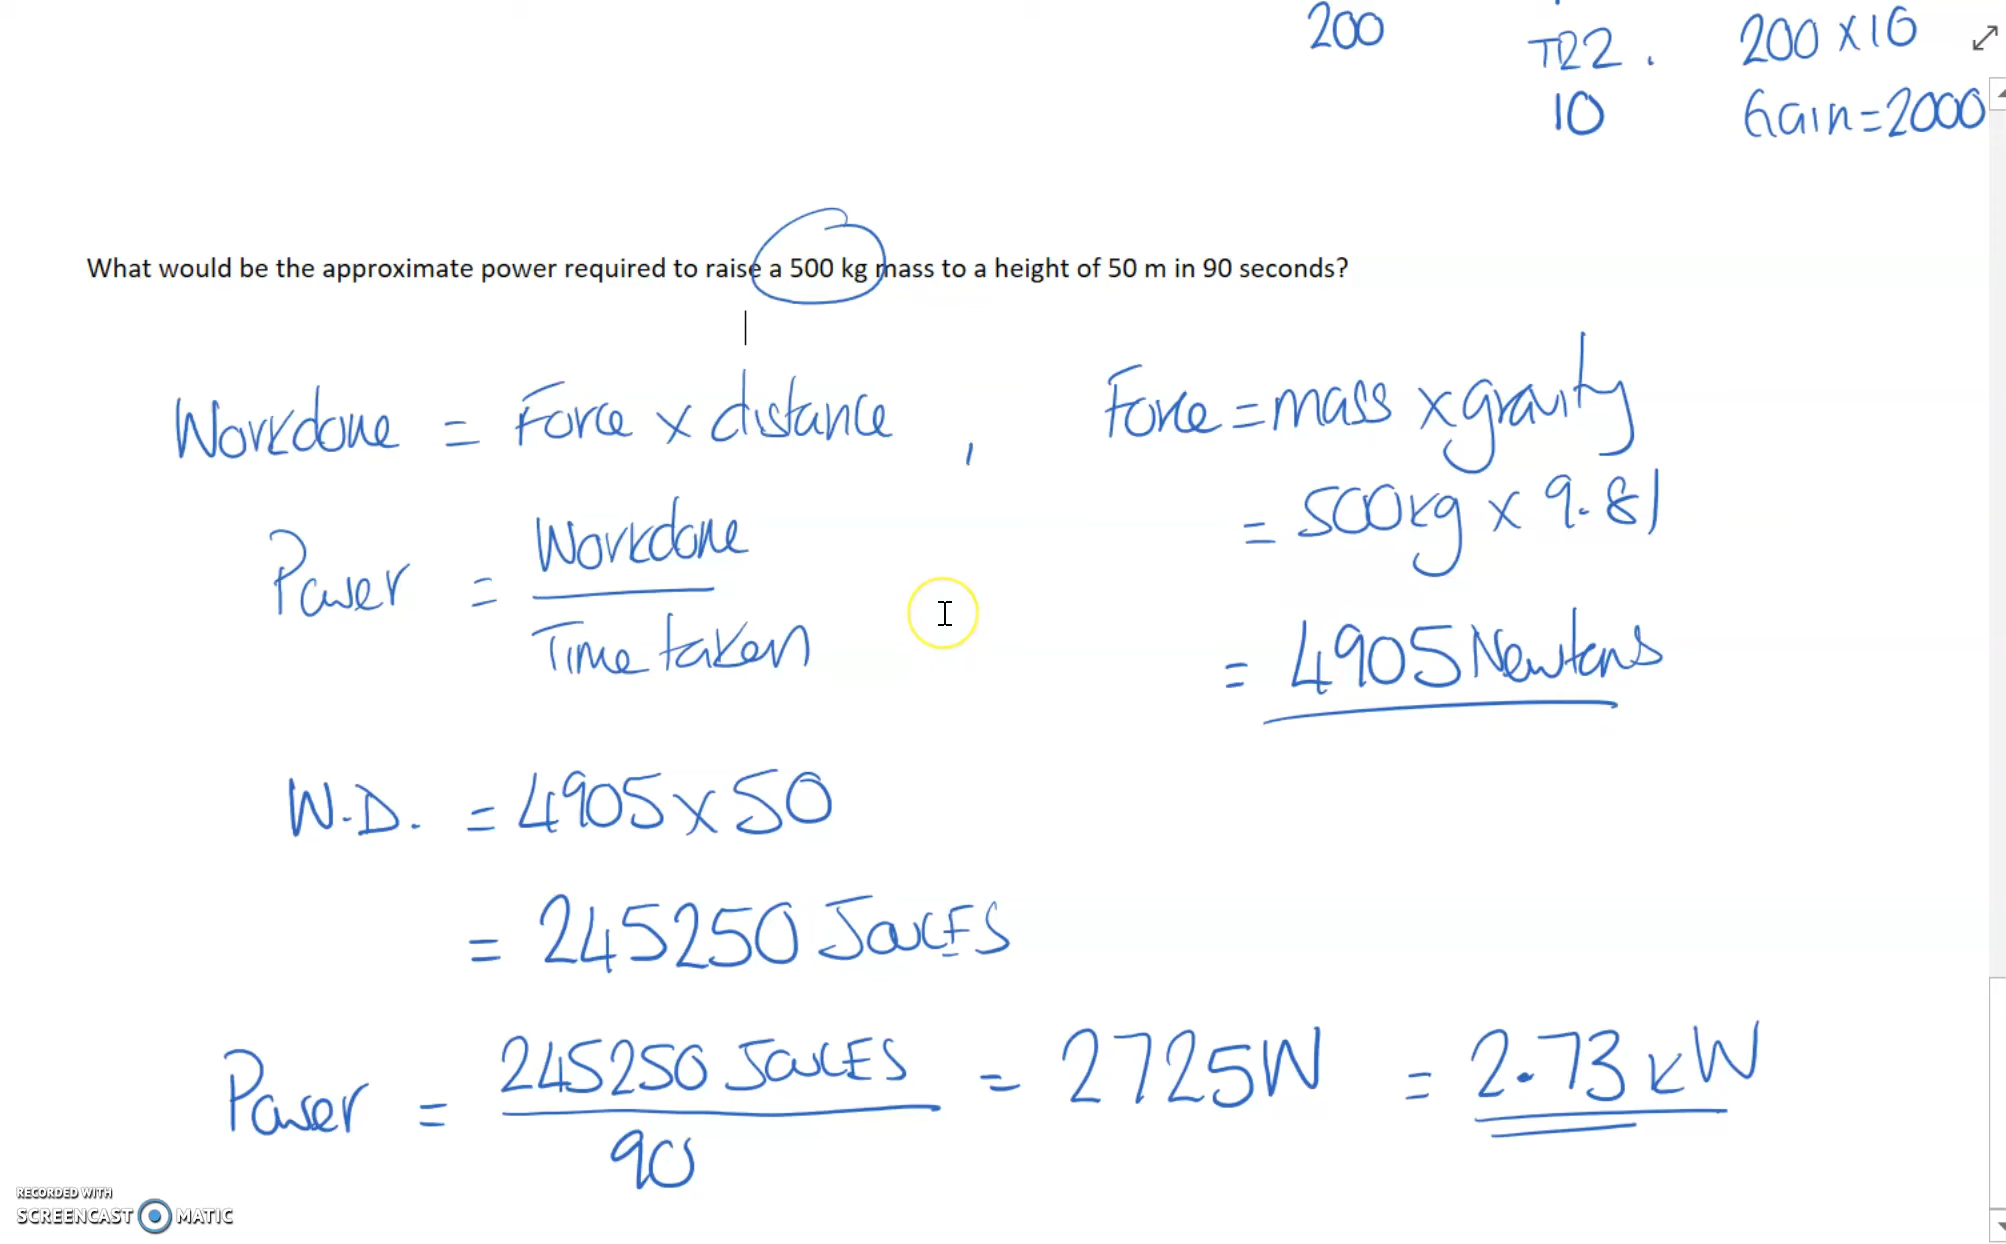 200
TR2 .
200 x 10
10
Gain = 2000
What would be the approximate power required to raise a 500 kg mass to a height of 50 m in 90 seconds?
Workdone = Force x distance ,
Force = mass x gravity
= 500kg x 9.81
Power = Workdone
Time taken
= 4905 Newtons
W.D. = 4905 x 50
= 245250 JoulES
Power = 245250 JoulES = 2725W = 2.73 kW
90
RECORDED WITH
SCREENCAST MATIC